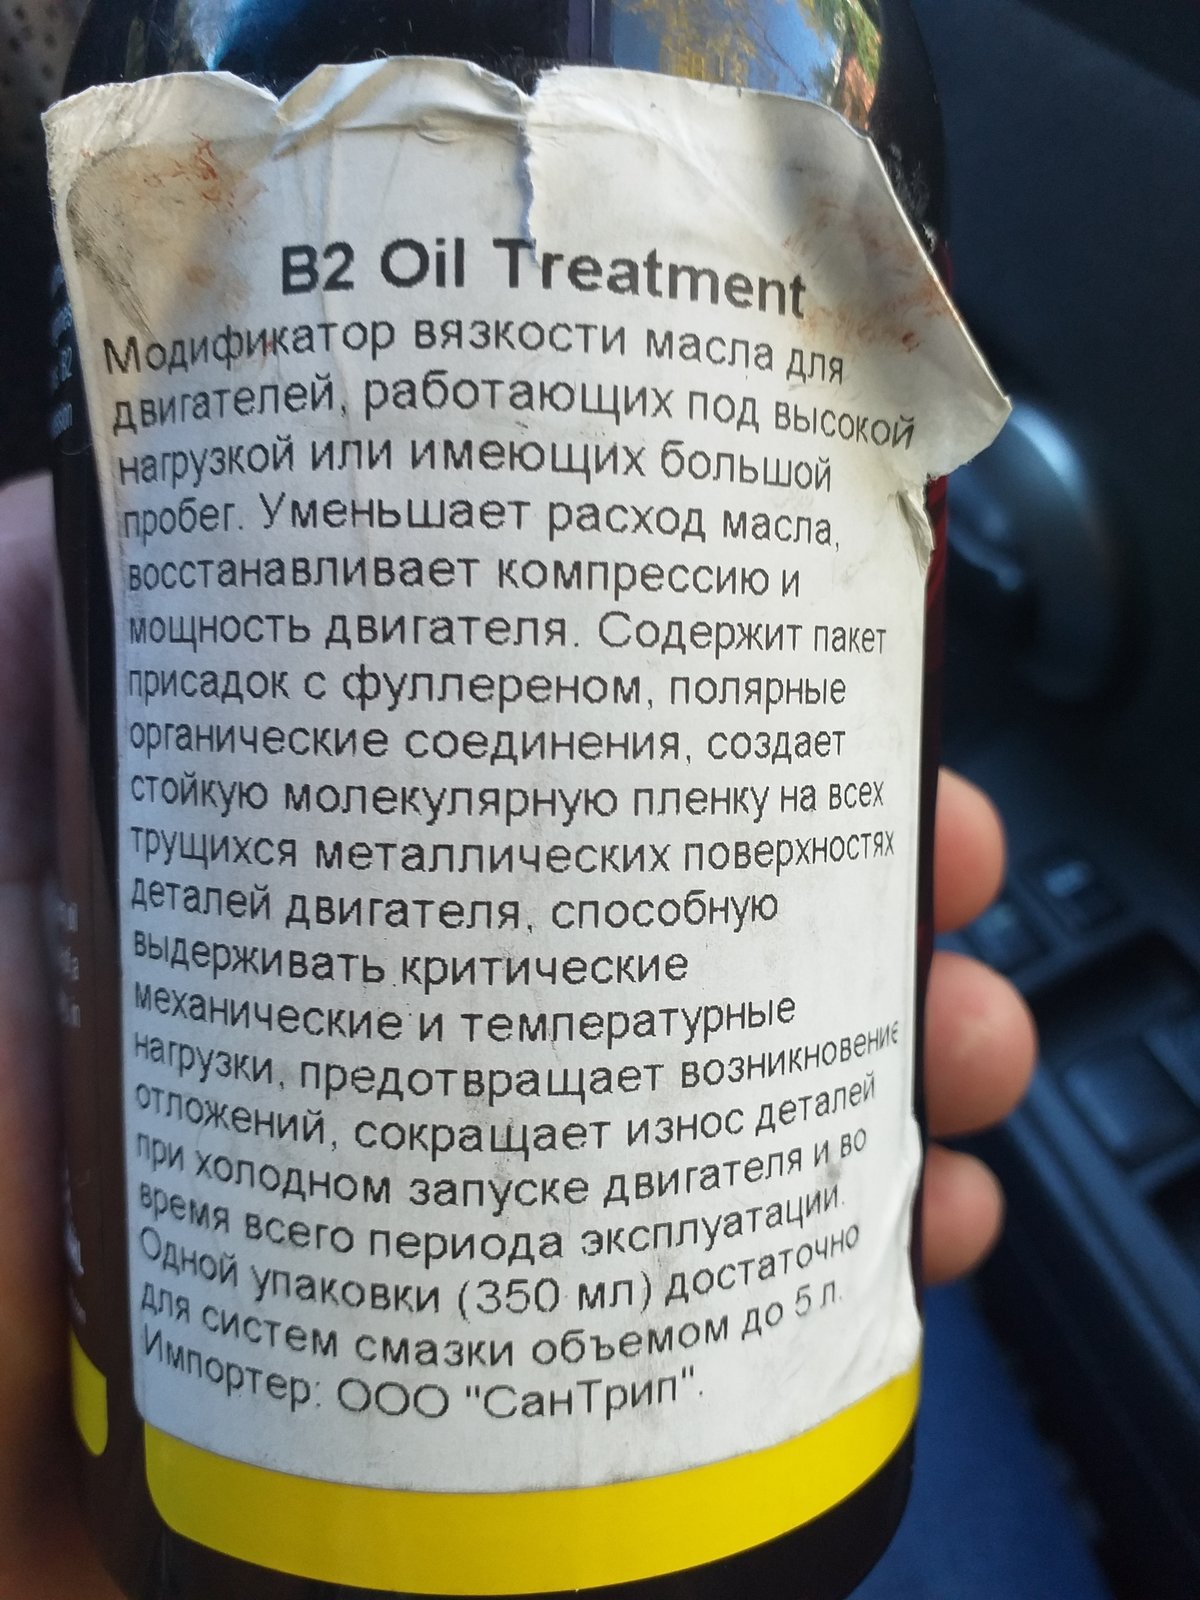 B2 Oil Treatment
Модификатор вязкости масла для
двигателей, работающих под высокой
нагрузкой или имеющих большой
пробег. Уменьшает расход масла,
восстанавливает компрессию и
мощность двигателя. Содержит пакет
присадок с фуллереном, полярные
органические соединения, создает
стойкую молекулярную пленку на всех
трущихся металлических поверхностях
деталей двигателя, способную
выдерживать критические
механические и температурные
нагрузки, предотвращает возникновение
отложений, сокращает износ деталей
при холодном запуске двигателя и во
время всего периода эксплуатации.
Одной упаковки (350 мл) достаточно
для систем смазки объемом до 5 л.
Импортер: ООО "СанТрип".